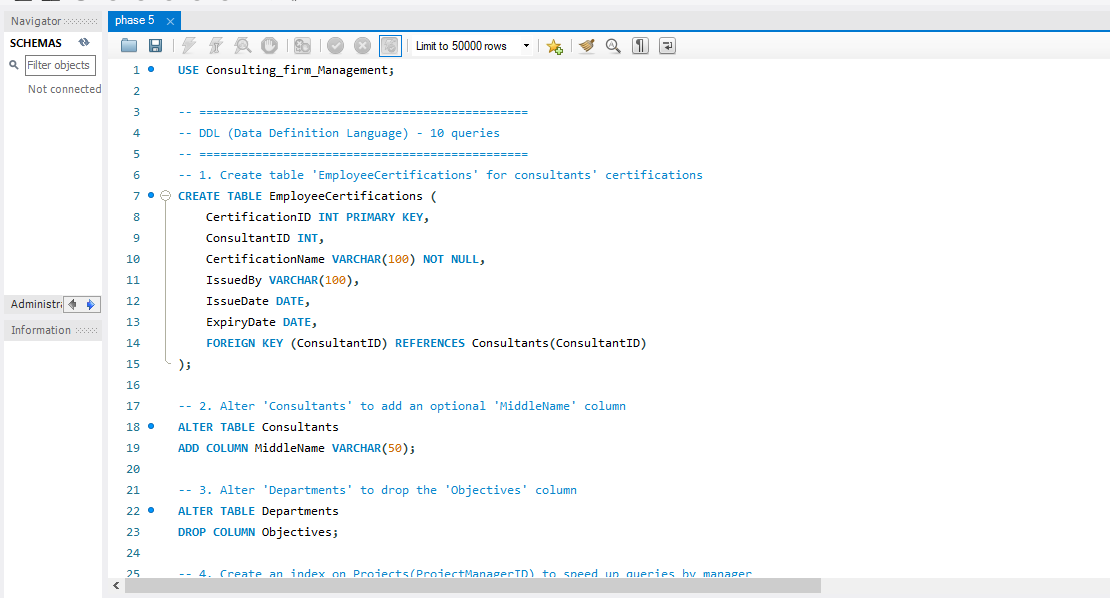 Navigator
phase 5
SCHEMAS
Filter objects
Not connected
Administr
Information
Limit to 50000 rows
1 USE Consulting_firm_Management;
2
3 -- ===============================================
4 -- DDL (Data Definition Language) - 10 queries
5 -- ===============================================
6 -- 1. Create table 'EmployeeCertifications' for consultants' certifications
7 CREATE TABLE EmployeeCertifications (
8 CertificationID INT PRIMARY KEY,
9 ConsultantID INT,
10 CertificationName VARCHAR(100) NOT NULL,
11 IssuedBy VARCHAR(100),
12 IssueDate DATE,
13 ExpiryDate DATE,
14 FOREIGN KEY (ConsultantID) REFERENCES Consultants(ConsultantID)
15 );
16
17 -- 2. Alter 'Consultants' to add an optional 'MiddleName' column
18 ALTER TABLE Consultants
19 ADD COLUMN MiddleName VARCHAR(50);
20
21 -- 3. Alter 'Departments' to drop the 'Objectives' column
22 ALTER TABLE Departments
23 DROP COLUMN Objectives;
24
25 -- 4. Create an index on Projects(ProjectManagerID) to speed up queries by manager